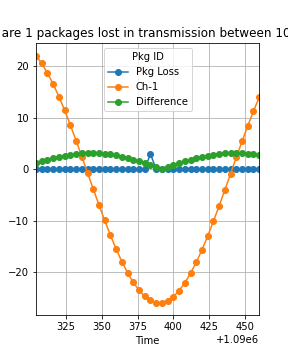 are 1 packages lost in transmission between 10
Pkg ID
Pkg Loss
Ch-1
Difference
20
10
0
−10
−20
325 350 375 400 425 450
+1.09e6
Time